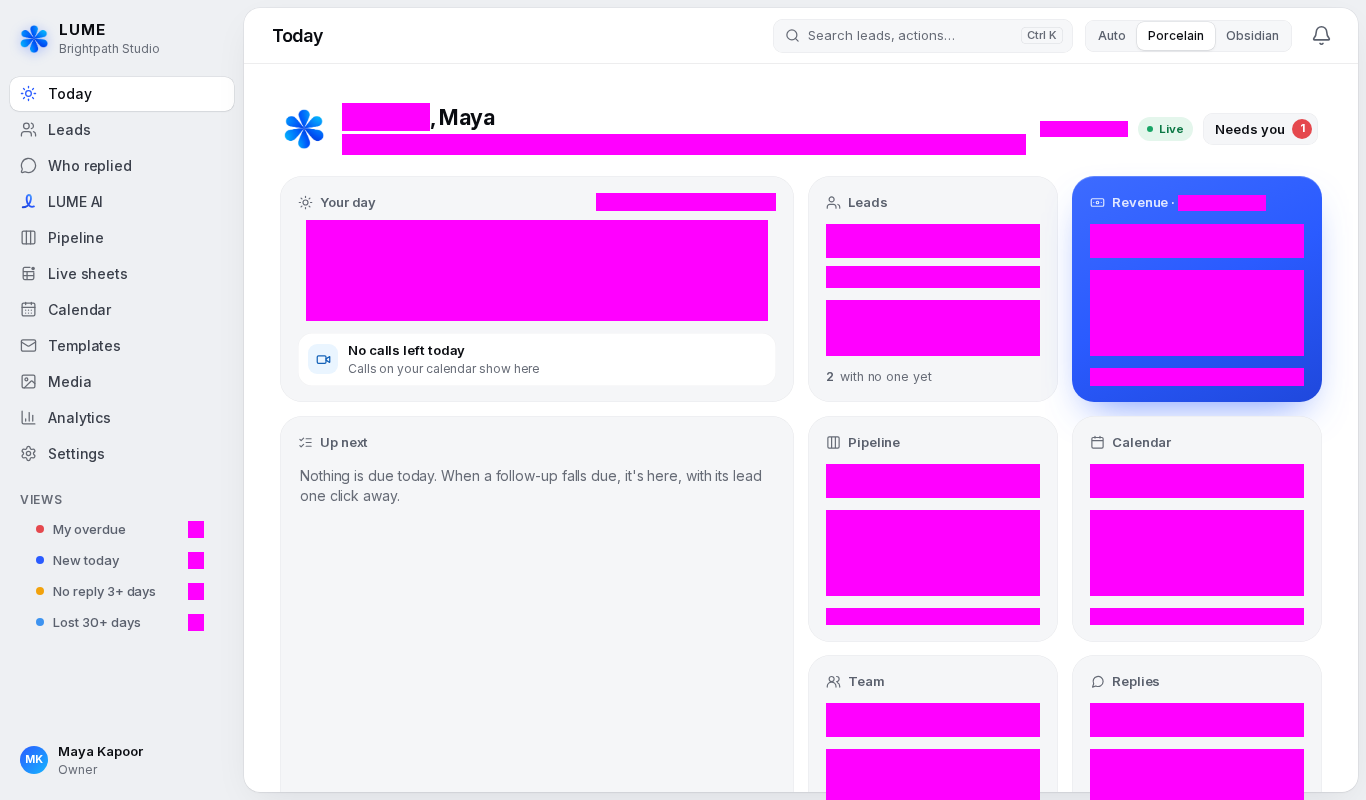 LUME
Brightpath Studio
Today
Leads
Who replied
LUME AI
Pipeline
Live sheets
Calendar
Templates
Media
Analytics
Settings
VIEWS
My overdue
New today
No reply 3+ days
Lost 30+ days
MK
Maya Kapoor
Owner
Today
Search leads, actions…
Ctrl K
Auto
Porcelain
Obsidian
, Maya
Live
Needs you 1
Your day
No calls left today
Calls on your calendar show here
Leads
2 with no one yet
Revenue ·
Up next
Nothing is due today. When a follow-up falls due, it's here, with its lead
one click away.
Pipeline
Calendar
Team
Replies